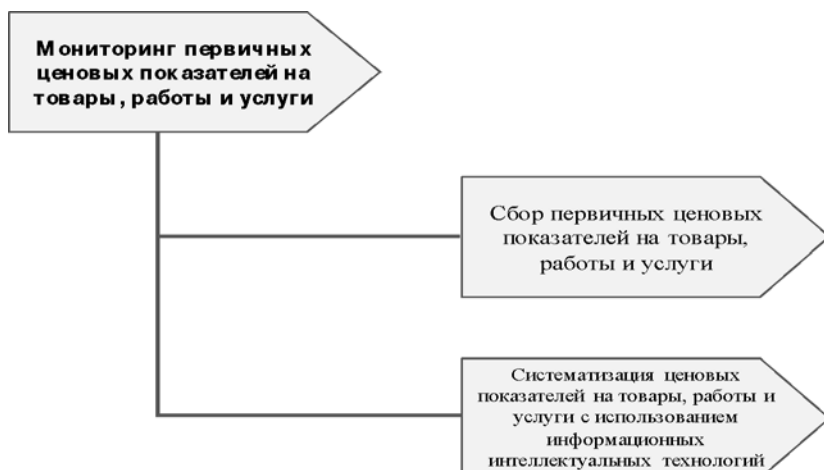 Мониторинг первичных
ценовых показателей на
товары, работы и услуги
Сбор первичных ценовых
показателей на товары,
работы и услуги
Систематизация ценовых
показателей на товары, работы и
услуги с использованием
информационных
интеллектуальных технологий